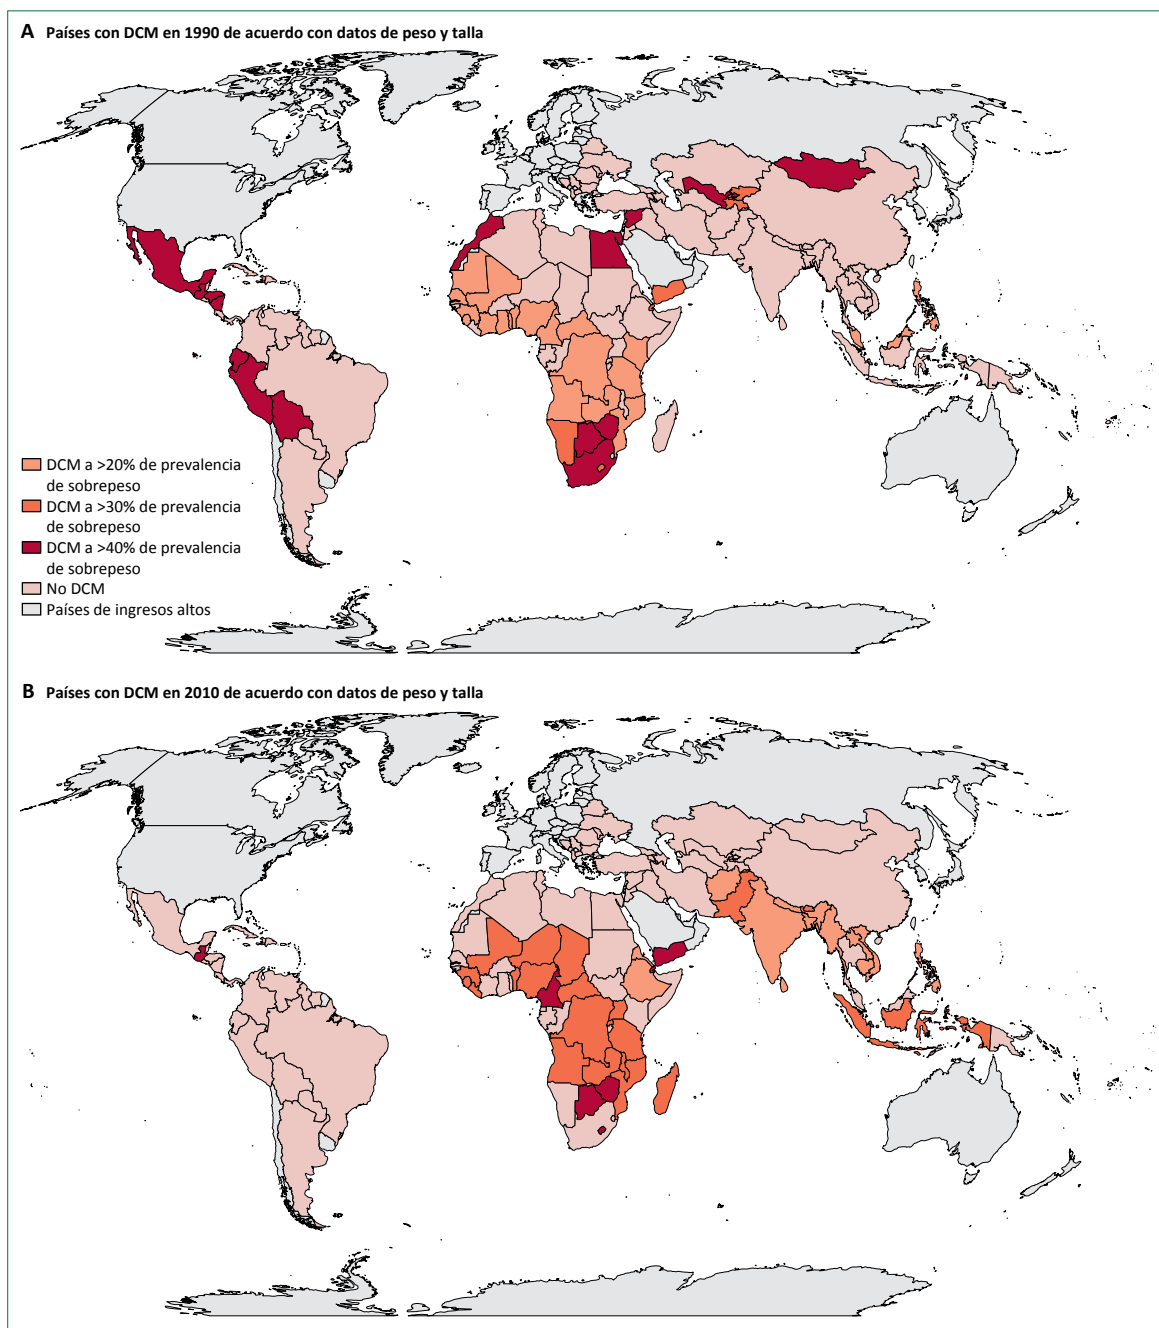 A Países con DCM en 1990 de acuerdo con datos de peso y talla
DCM a >20% de prevalencia
de sobrepeso
DCM a >30% de prevalencia
de sobrepeso
DCM a >40% de prevalencia
de sobrepeso
No DCM
Países de ingresos altos
B Países con DCM en 2010 de acuerdo con datos de peso y talla